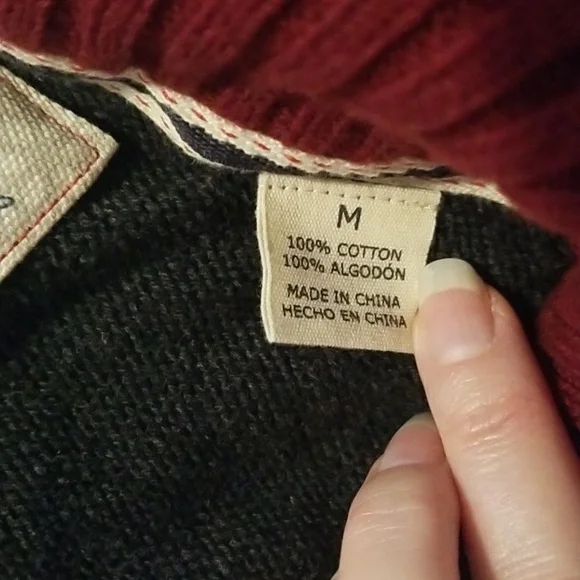 M
100% COTTON
100% ALGODÓN
MADE IN CHINA
HECHO EN CHINA